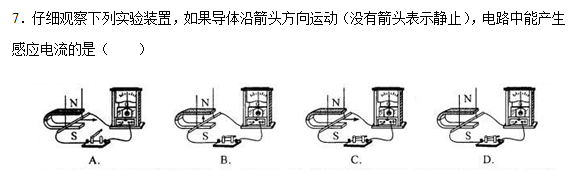 7．仔细观察下列实验装置，如果导体沿箭头方向运动（没有箭头表示静止），电路中能产生
感应电流的是（　　）
N N N N
S S S S
A. B. C. D.